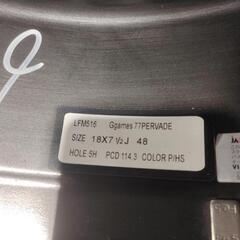 LFM516 Ggames 77PERVADE
SIZE 18X7 ½J 48
HOLE 5H PCD 114.3 COLOR P/HS